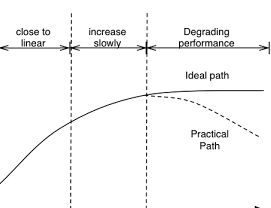 close to
linear
increase
slowly
Degrading
performance
Ideal path
Practical
Path